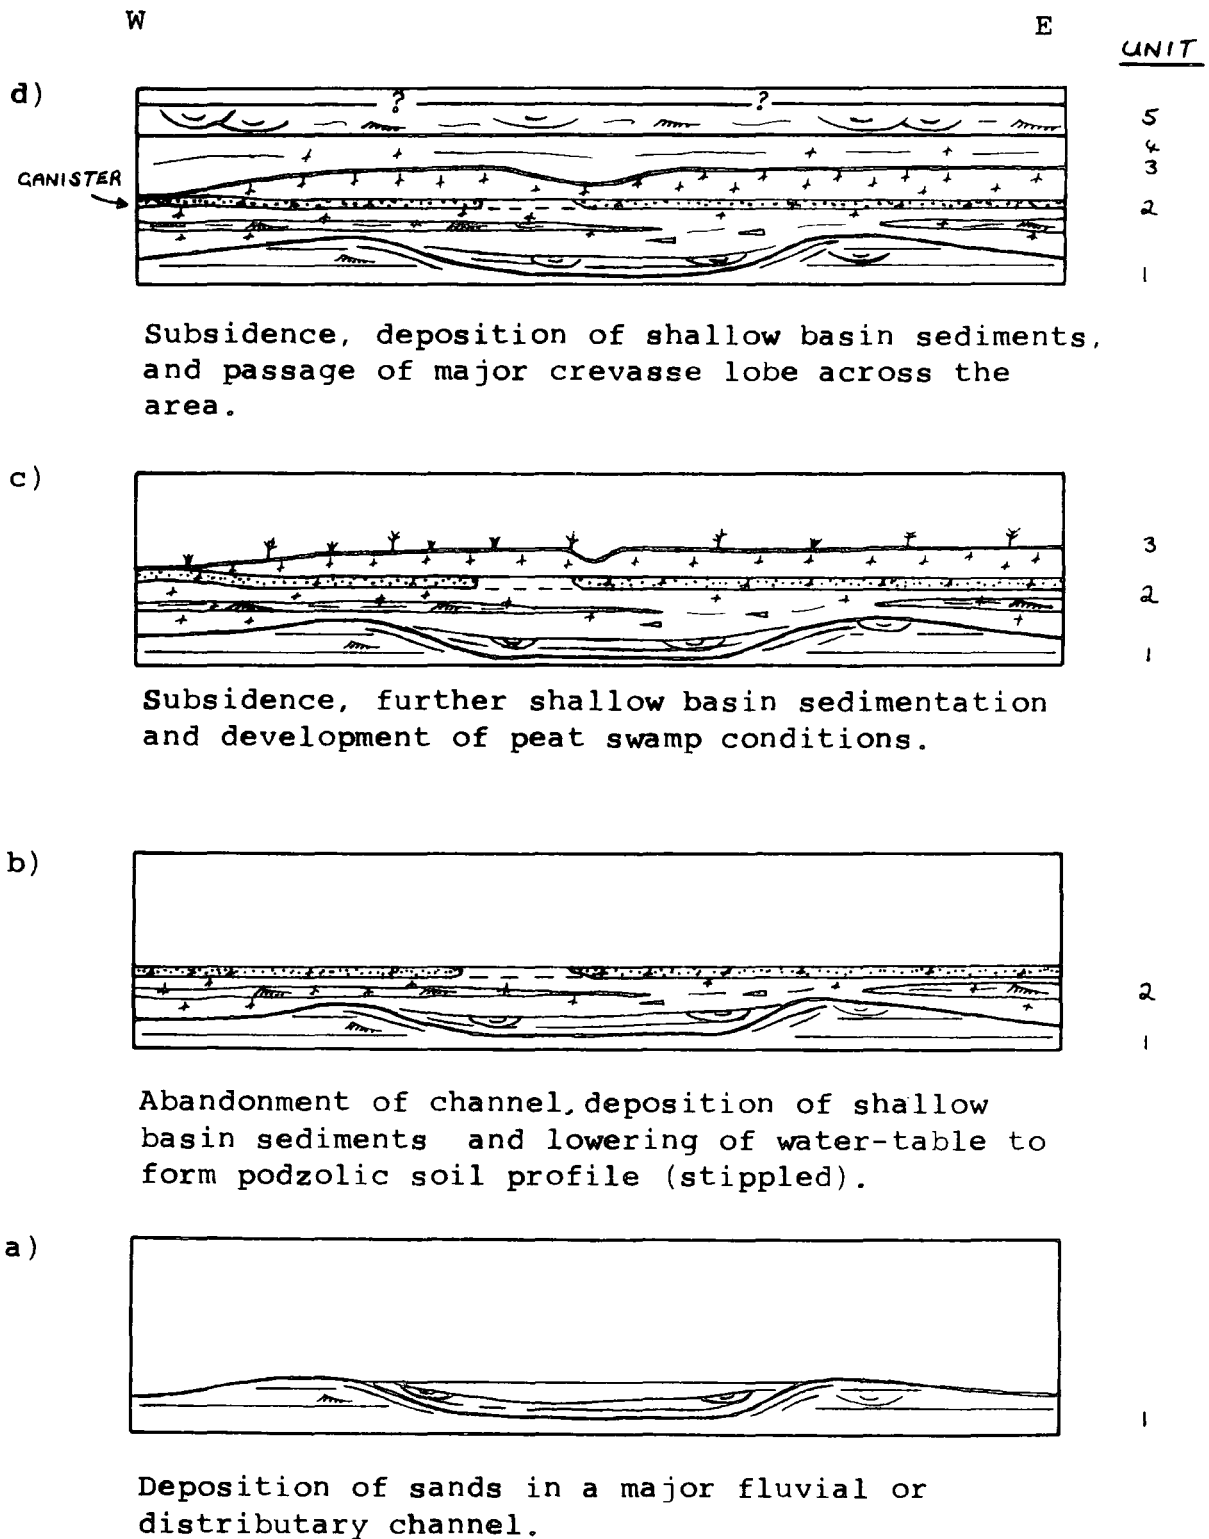 W E
UNIT
d)
? ?
5
4
GANISTER
3
2
1
Subsidence, deposition of shallow basin sediments,
and passage of major crevasse lobe across the
area.
c)
3
2
1
Subsidence, further shallow basin sedimentation
and development of peat swamp conditions.
b)
2
1
Abandonment of channel, deposition of shallow
basin sediments and lowering of water-table to
form podzolic soil profile (stippled).
a)
1
Deposition of sands in a major fluvial or
distributary channel.